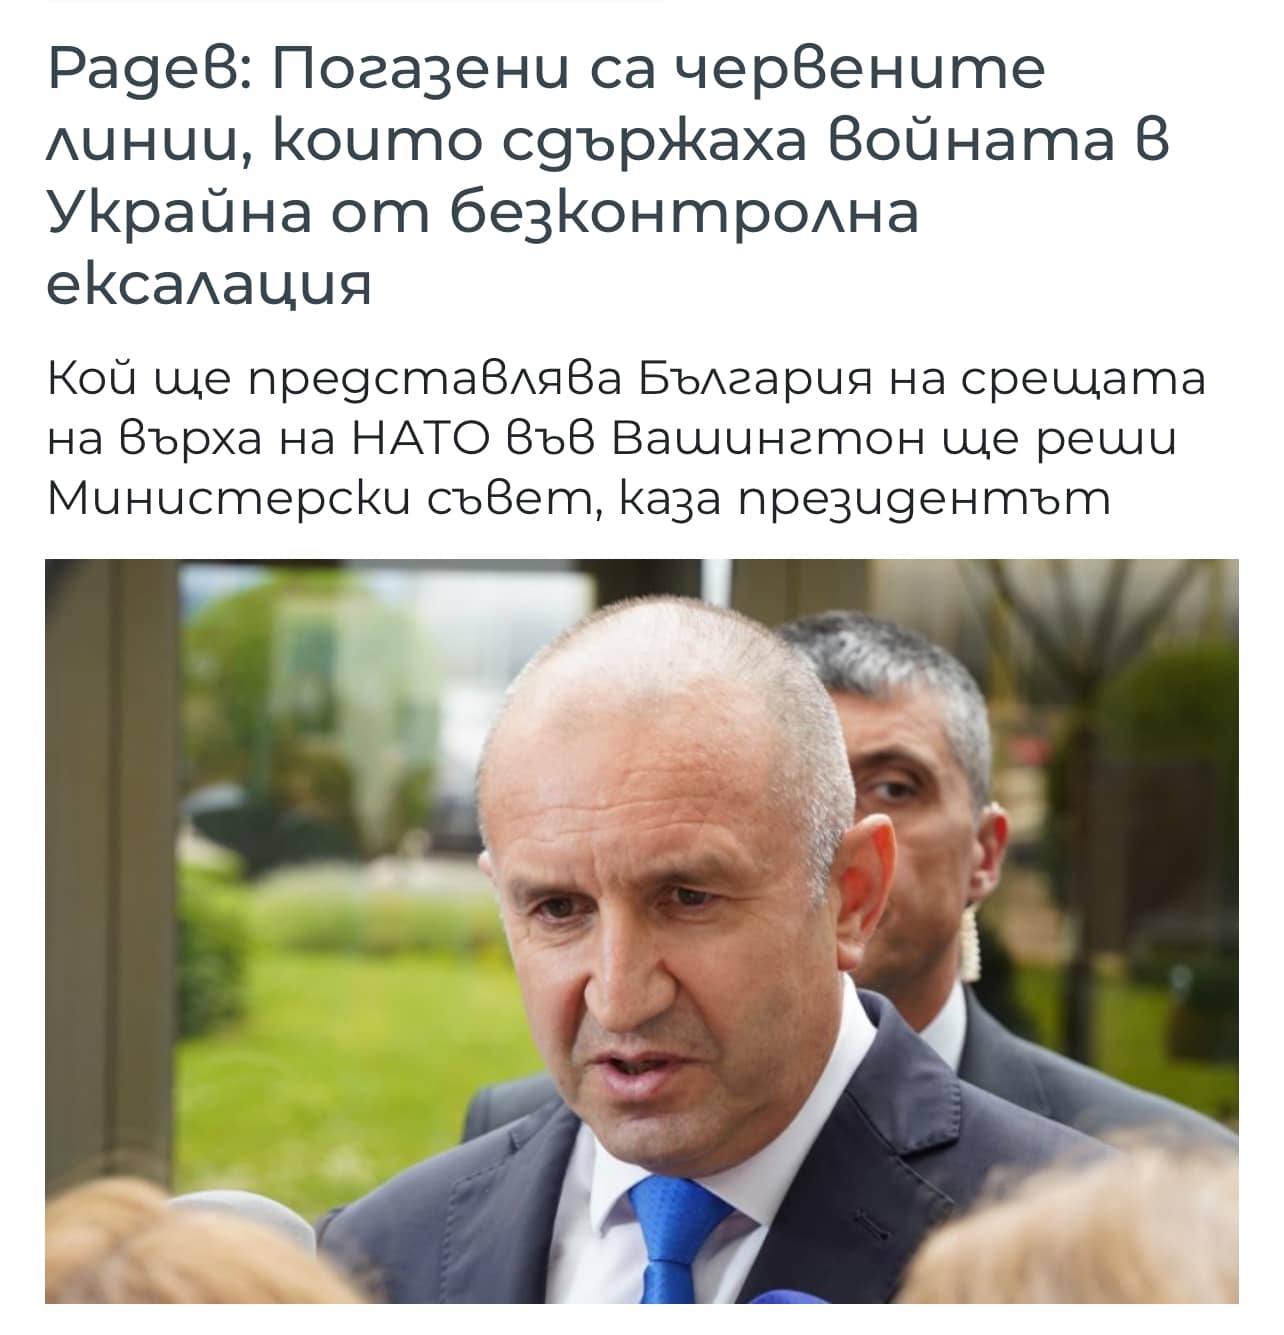 Радев: Погазени са червените
линии, които сдържаха войната в
Украйна от безконтролна
ексалация
Кой ще представлява България на срещата
на върха на НАТО във Вашингтон ще реши
Министерски съвет, каза президентът